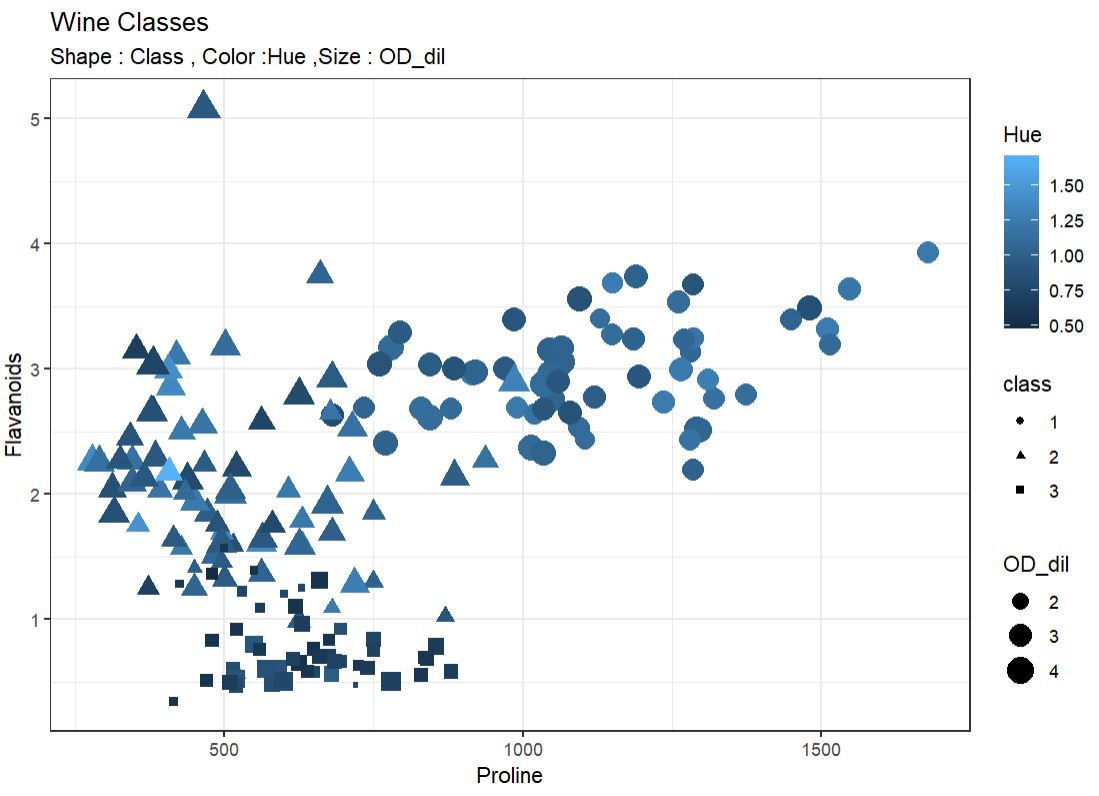 Wine Classes
Shape : Class , Color :Hue ,Size : OD_dil
Flavanoids
5
4
3
2
1
500
1000
1500
Proline
Hue
1.50
1.25
1.00
0.75
0.50
class
1
2
3
OD_dil
2
3
4